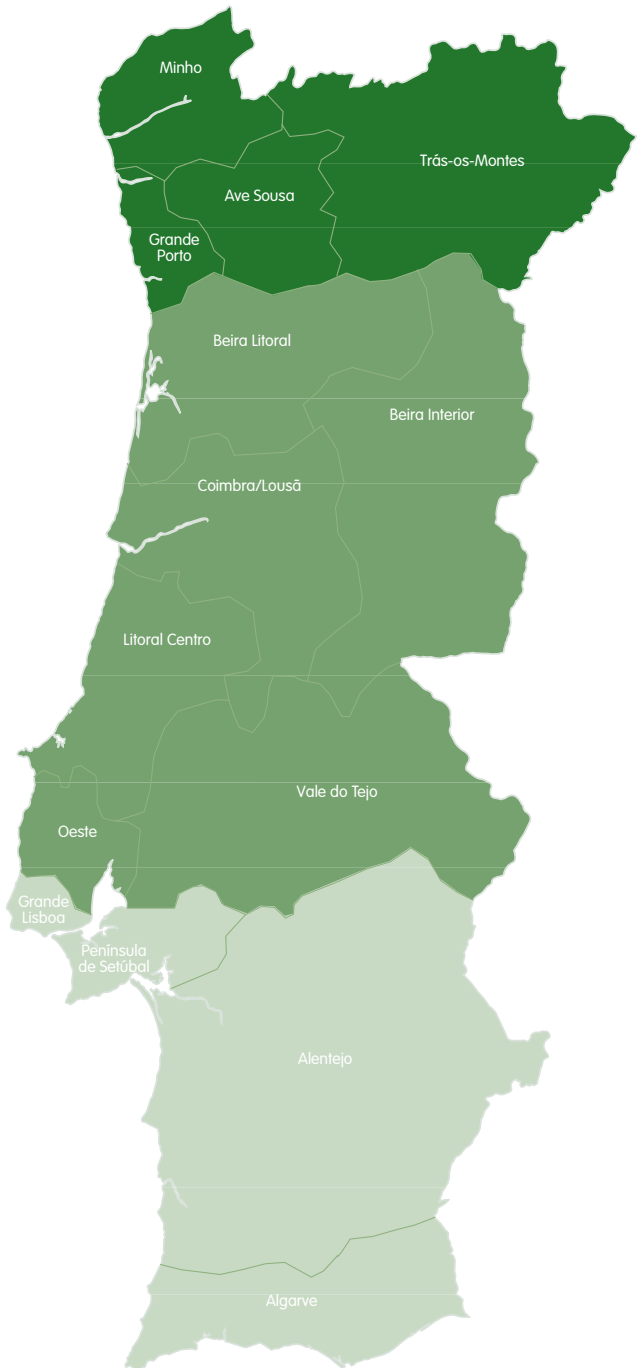 Minho
Trás-os-Montes
Ave Sousa
Grande
Porto
Beira Litoral
Beira Interior
Coimbra/Lousã
Litoral Centro
Vale do Tejo
Oeste
Grande
Lisboa
Península
de Setúbal
Alentejo
Algarve